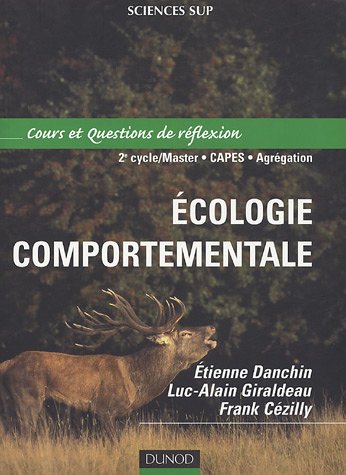 SCIENCES SUP
Cours et Questions de réflexion
2e cycle/Master • CAPES • Agrégation
ÉCOLOGIE
COMPORTEMENTALE
Étienne Danchin
Luc-Alain Giraldeau
Frank Cézilly
DUNOD